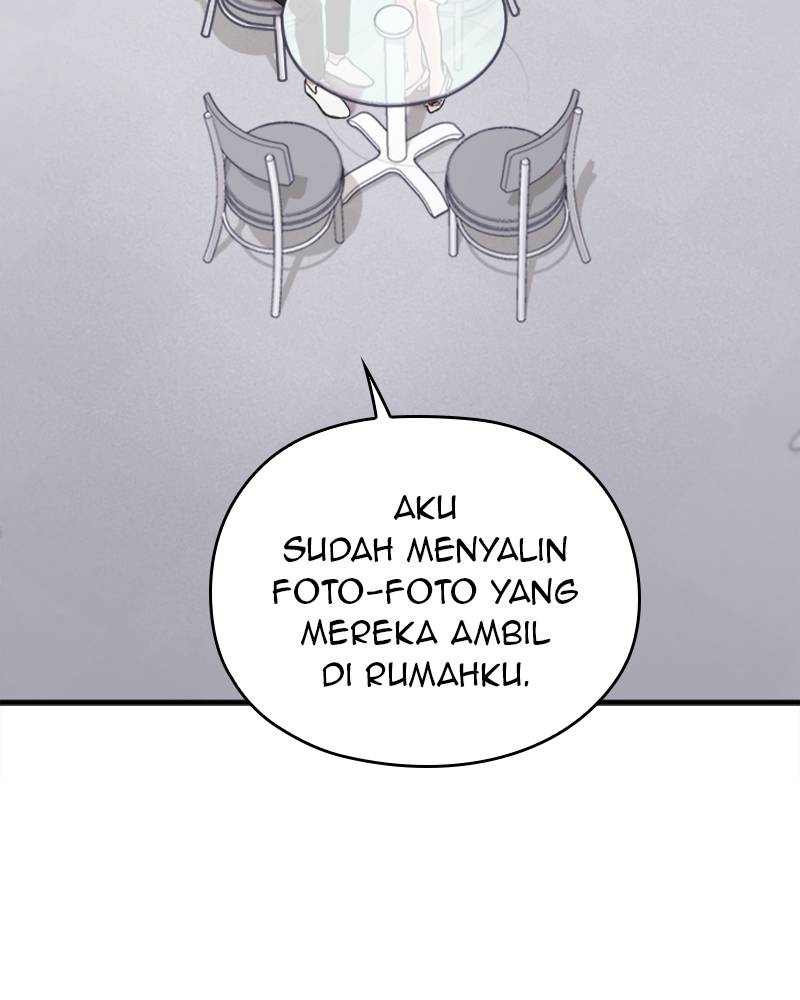 AKU
SUDAH MENYALIN
FOTO-FOTO YANG
MEREKA AMBIL
DI RUMAHKU.